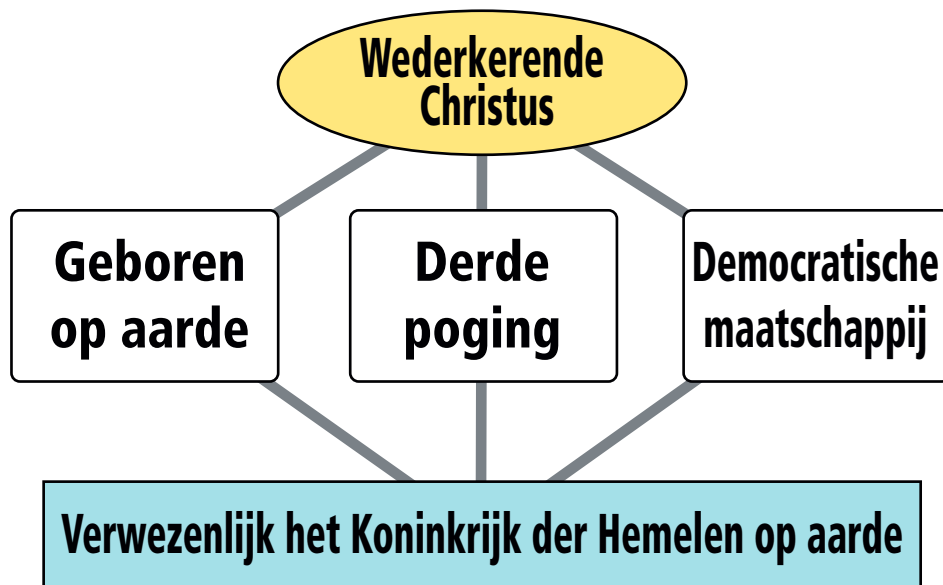 Wederkerende
Christus
Geboren
op aarde
Derde
poging
Democratische
maatschappij
Verwezenlijk het Koninkrijk der Hemelen op aarde